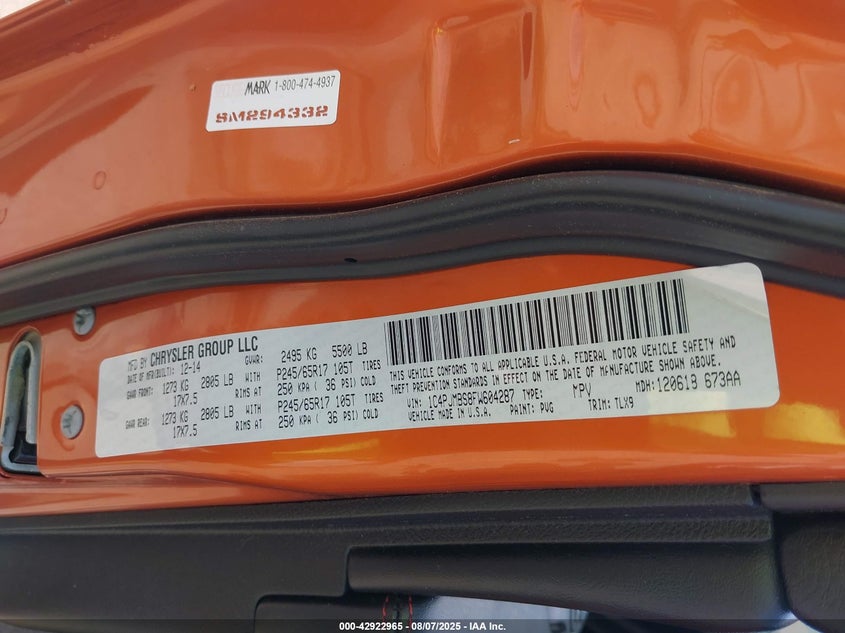 MARK 1-800-474-4937
SM294332
MFD BY CHRYSLER GROUP LLC
DATE OF MFR(BUILT): 12-14 GVWR: 2495 KG 5500 LB
GAWR FRONT: 1273 KG 2805 LB WITH P245/65R17 105T TIRES
17X7.5 RIMS AT 250 KPA ( 36 PSI) COLD
GAWR REAR: 1273 KG 2805 LB WITH P245/65R17 105T TIRES
17X7.5 RIMS AT 250 KPA ( 36 PSI) COLD
THIS VEHICLE CONFORMS TO ALL APPLICABLE U.S.A. FEDERAL MOTOR VEHICLE SAFETY AND
THEFT PREVENTION STANDARDS IN EFFECT ON THE DATE OF MANUFACTURE SHOWN ABOVE.
VIN: 1C4PJMBS8FW604287 TYPE: MPV MDH: 120613 673AA
VEHICLE MADE IN U.S.A. PAINT: PVG TRIM: TLX9
000-42922965 - 08/07/2025 - IAA Inc.